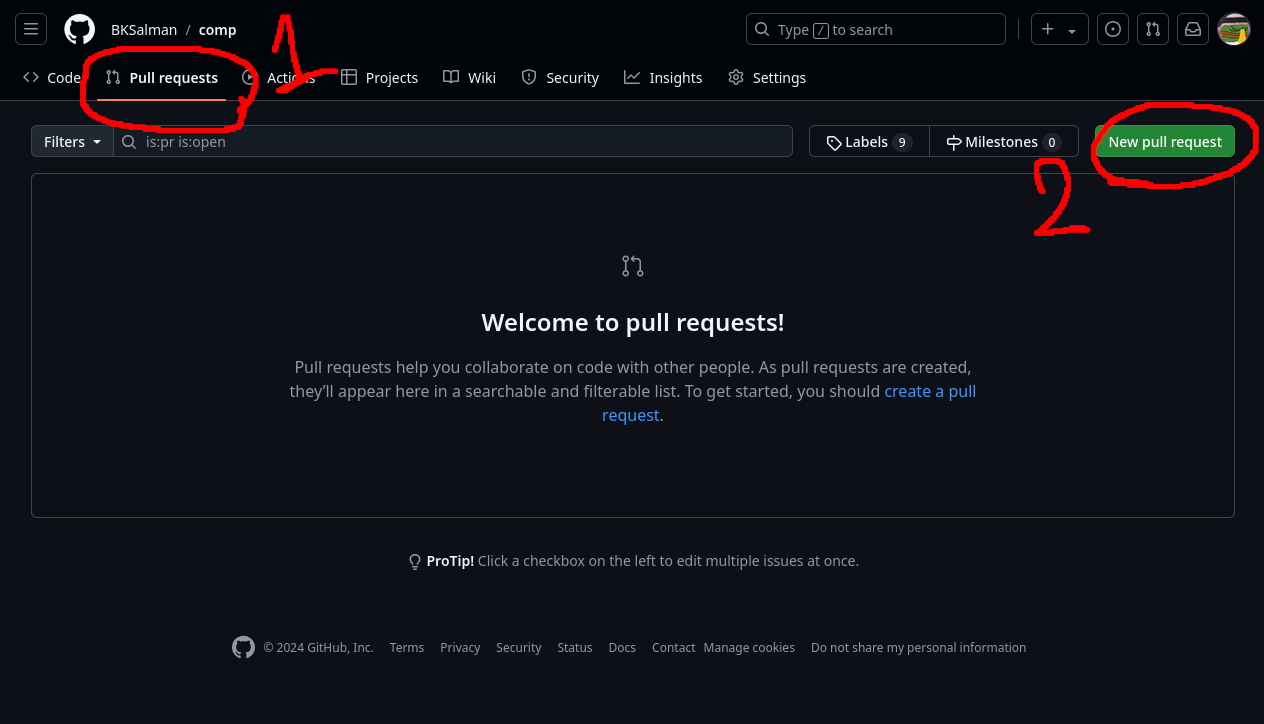 BKSalman / comp
Type / to search
1
Code Pull requests Actions Projects Wiki Security Insights Settings
Filters is:pr is:open Labels 9 Milestones 0 New pull request
2
Welcome to pull requests!
Pull requests help you collaborate on code with other people. As pull requests are created,
they’ll appear here in a searchable and filterable list. To get started, you should create a pull
request.
ProTip! Click a checkbox on the left to edit multiple issues at once.
© 2024 GitHub, Inc. Terms Privacy Security Status Docs Contact Manage cookies Do not share my personal information